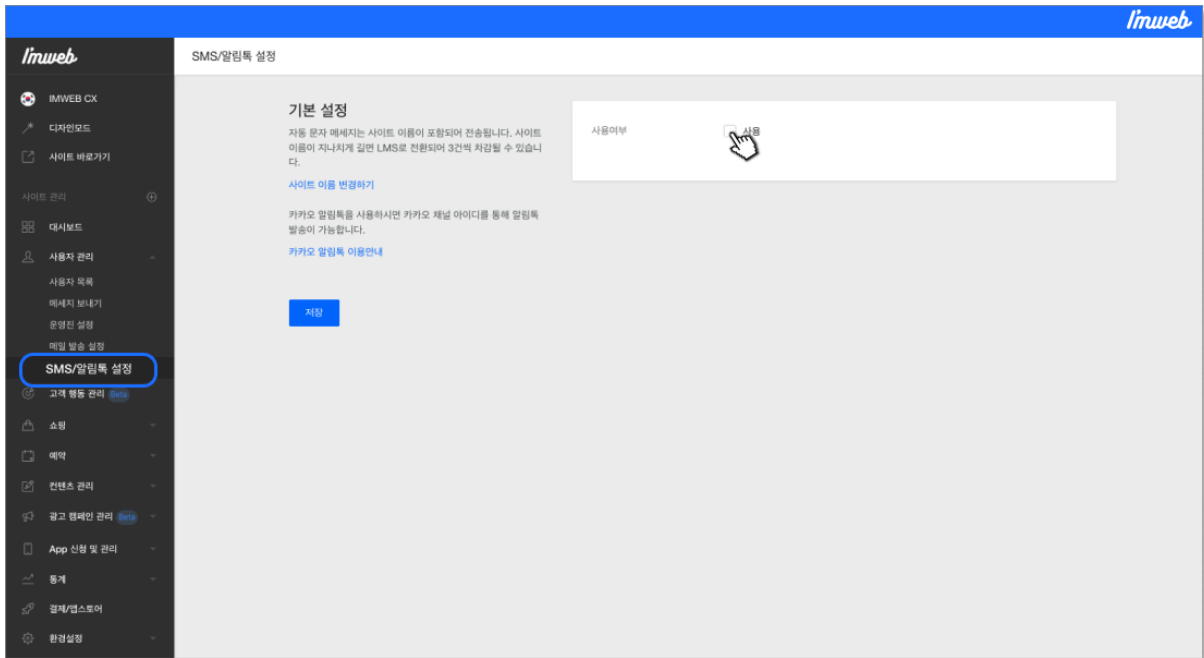 I'mweb
I'mweb
SMS/알림톡 설정
IMWEB CX
디자인모드
사이트 바로가기
사이트 관리
대시보드
사용자 관리
사용자 목록
메세지 보내기
운영진 설정
메일 발송 설정
SMS/알림톡 설정
고객 행동 관리 Beta
쇼핑
예약
컨텐츠 관리
광고 캠페인 관리 Beta
App 신청 및 관리
통계
결제/앱스토어
환경설정
기본 설정
자동 문자 메세지는 사이트 이름이 포함되어 전송됩니다. 사이트
이름이 지나치게 길면 LMS로 전환되어 3건씩 차감될 수 있습니
다.
사이트 이름 변경하기
카카오 알림톡을 사용하시면 카카오 채널 아이디를 통해 알림톡
발송이 가능합니다.
카카오 알림톡 이용안내
저장
사용여부
사용